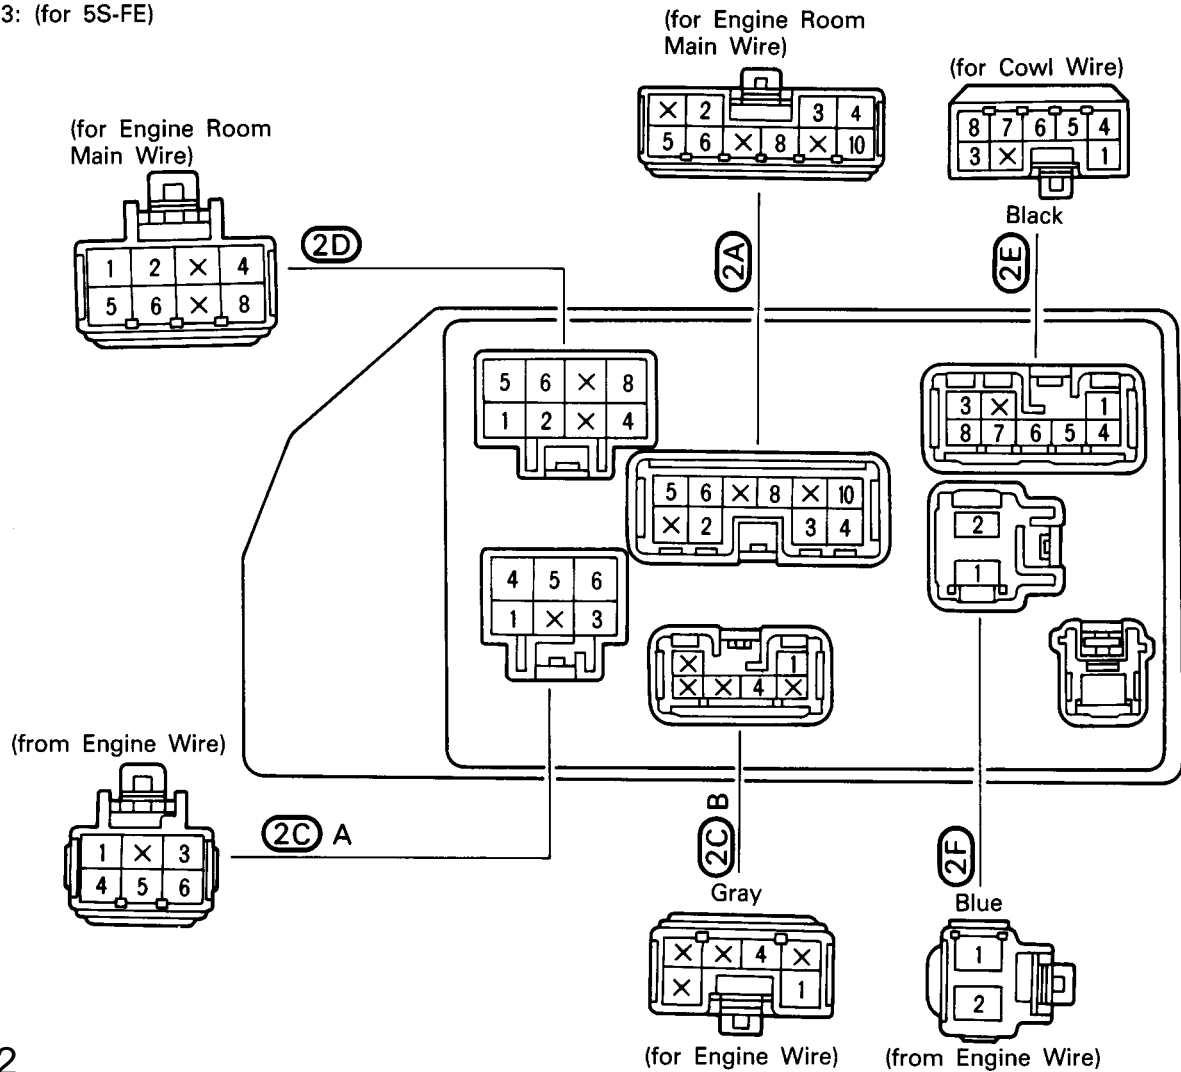 3: (for 5S-FE)
(for Engine Room
Main Wire)
X 2 3 4
5 6 X 8 X 10
(for Cowl Wire)
8 7 6 5 4
3 X 1
Black
(for Engine Room
Main Wire)
1 2 X 4
5 6 X 8
2D
2A
2E
5 6 X 8
1 2 X 4
5 6 X 8 X 10
X 2 3 4
3 X 1
8 7 6 5 4
2
1
4 5 6
1 X 3
X 1
X X 4 X
(from Engine Wire)
1 X 3
4 5 6
2C A
2C B
Gray
X X 4 X
X 1
(for Engine Wire)
2F
Blue
1
2
(from Engine Wire)
2